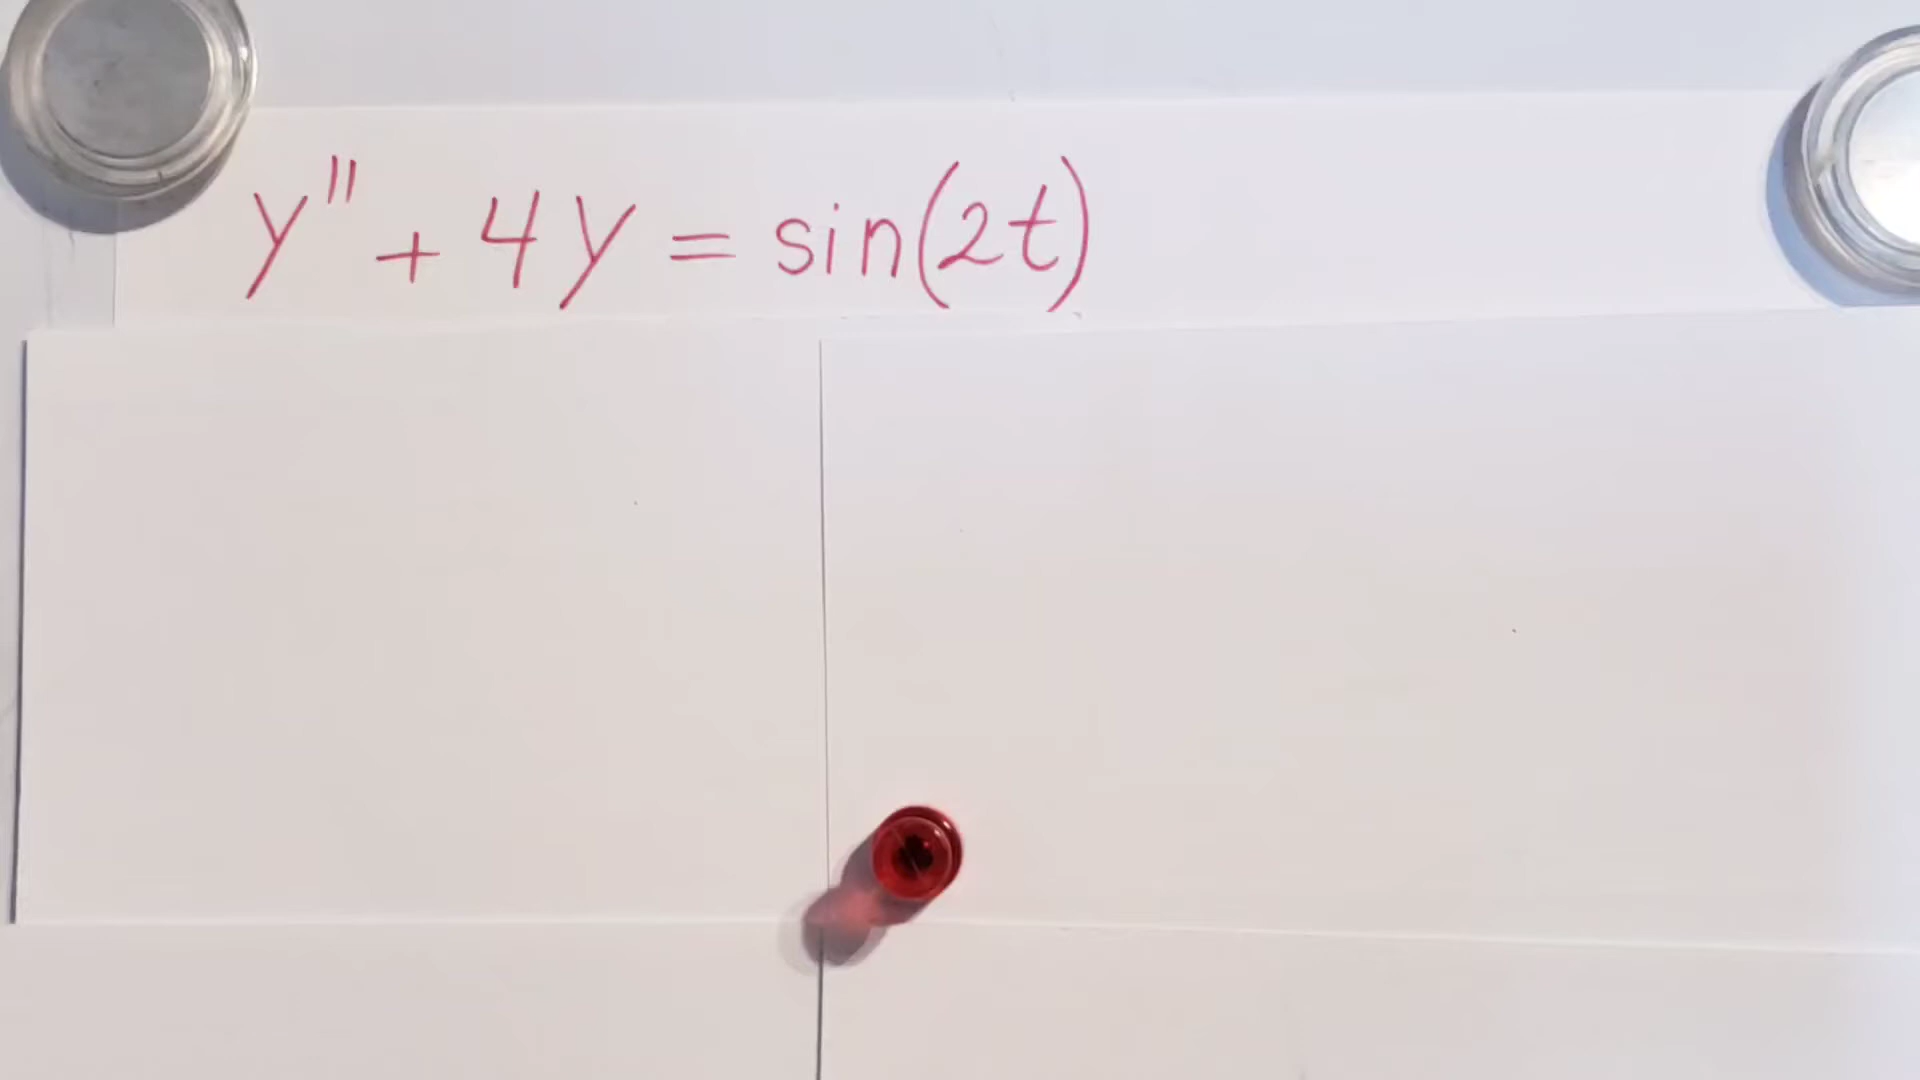 y'' + 4y = sin(2t)